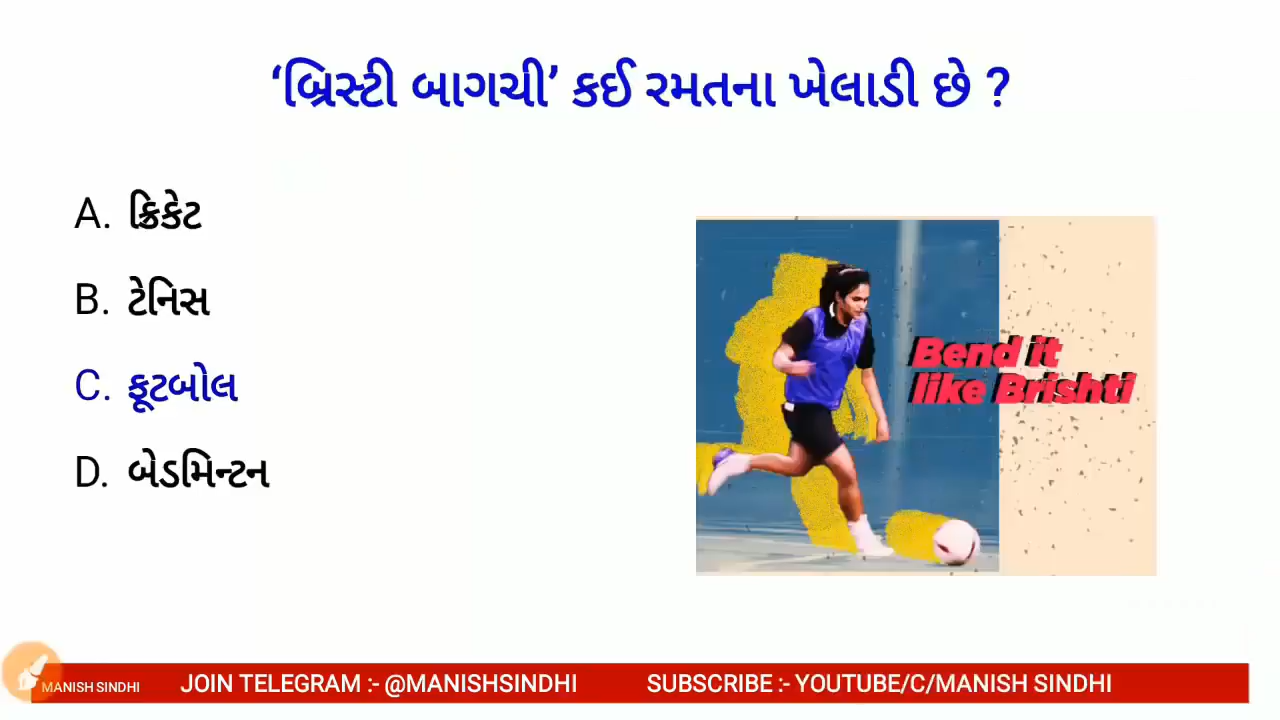 ‘બ્રિસ્ટી બાગચી’ કઈ રમતના ખેલાડી છે ?
A. ક્રિકેટ
B. ટેનિસ
C. ફૂટબોલ
D. બેડમિન્ટન
Bend it
like Brishti
MANISH SINDHI
JOIN TELEGRAM :- @MANISHSINDHI
SUBSCRIBE :- YOUTUBE/C/MANISH SINDHI